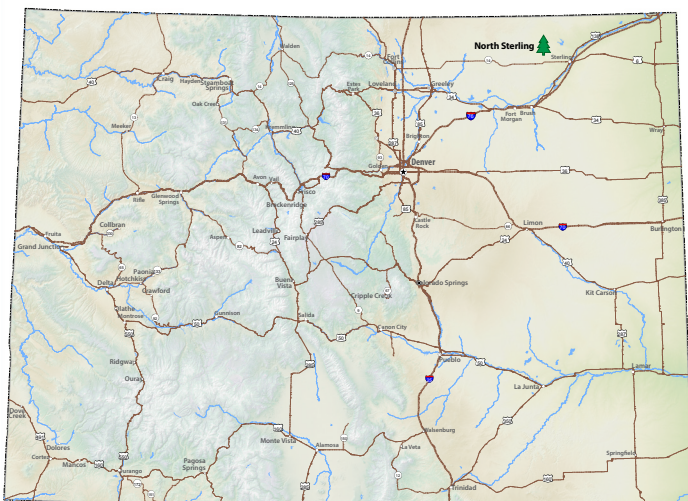 Walden
North Sterling
Sterling
Fort
Collins
Craig
Hayden
Steamboat
Springs
Estes
Park
Loveland
Greeley
Oak Creek
Meeker
Kremmling
Fort
Morgan
Brush
Brighton
Wray
Golden
Denver
Avon
Vail
Frisco
Rifle
Glenwood
Springs
Breckenridge
Castle
Rock
Limon
Burlington
Collbran
Fruita
Grand Junction
Aspen
Leadville
Fairplay
Paonia
Hotchkiss
Delta
Crawford
Buena
Vista
Cripple Creek
Colorado Springs
Kit Carson
Olathe
Montrose
Gunnison
Salida
Canon City
Pueblo
Ridgway
Ouray
La Junta
Lamar
Dove
Creek
Dolores
Cortez
Mancos
Durango
Pagosa
Springs
Monte Vista
Alamosa
La Veta
Walsenburg
Springfield
Trinidad